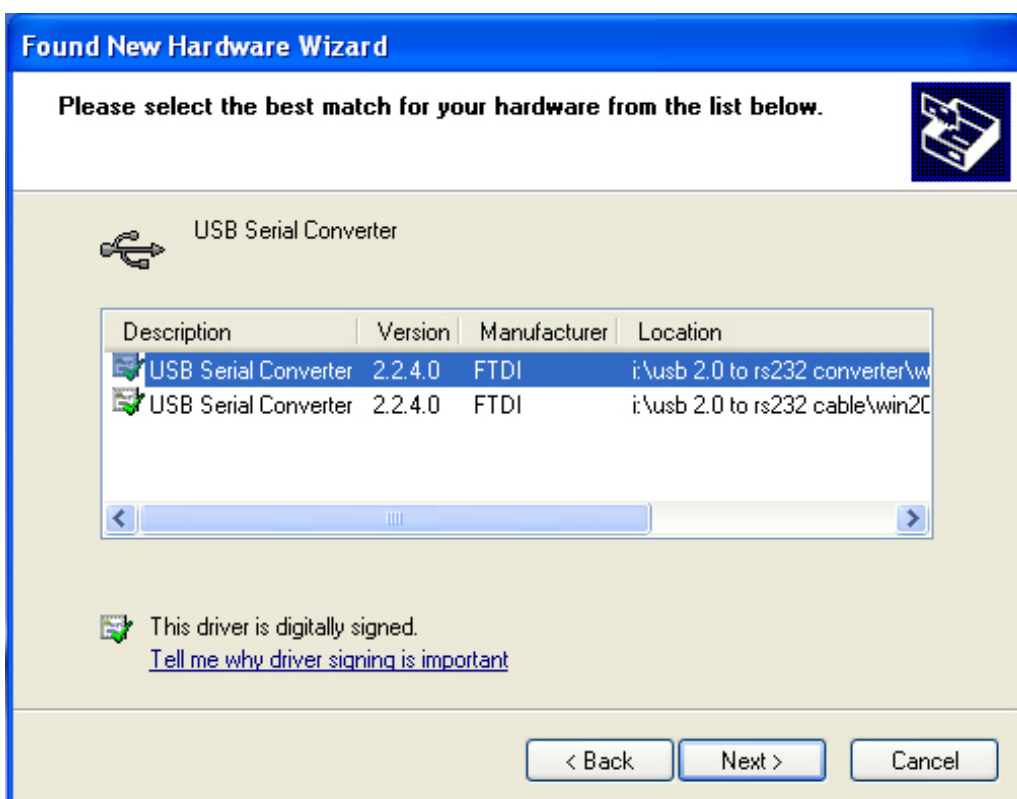 Found New Hardware Wizard
Please select the best match for your hardware from the list below.
USB Serial Converter
Description Version Manufacturer Location
USB Serial Converter 2.2.4.0 FTDI i:\usb 2.0 to rs232 converter\w
USB Serial Converter 2.2.4.0 FTDI i:\usb 2.0 to rs232 cable\win20
This driver is digitally signed.
Tell me why driver signing is important
< Back Next > Cancel